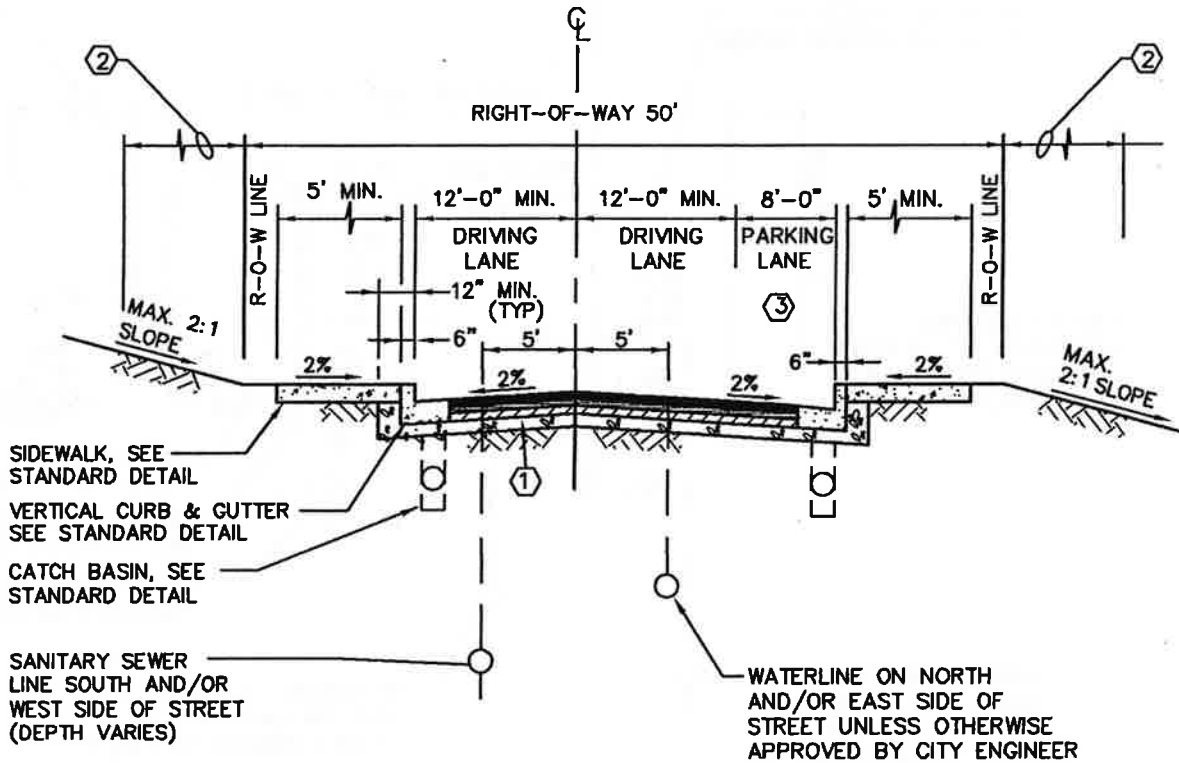 ℄
2
2
RIGHT-OF-WAY 50'
R-O-W LINE
5' MIN.
12'-0" MIN.
12'-0" MIN.
8'-0"
5' MIN.
R-O-W LINE
DRIVING
LANE
DRIVING
LANE
PARKING
LANE
12" MIN.
(TYP)
3
MAX. 2:1
SLOPE
6"
5'
5'
6"
MAX.
2:1 SLOPE
2%
2%
2%
2%
1
SIDEWALK, SEE
STANDARD DETAIL
VERTICAL CURB & GUTTER
SEE STANDARD DETAIL
CATCH BASIN, SEE
STANDARD DETAIL
SANITARY SEWER
LINE SOUTH AND/OR
WEST SIDE OF STREET
(DEPTH VARIES)
WATERLINE ON NORTH
AND/OR EAST SIDE OF
STREET UNLESS OTHERWISE
APPROVED BY CITY ENGINEER